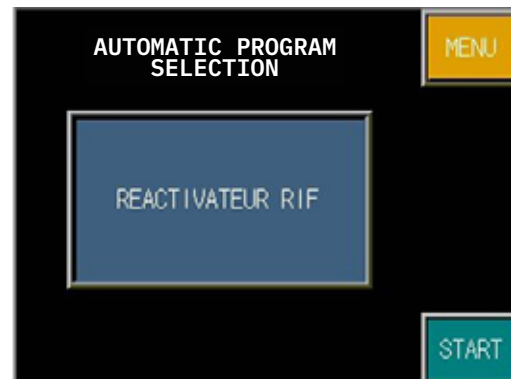 AUTOMATIC PROGRAM
SELECTION
MENU
REACTIVATEUR RIF
START